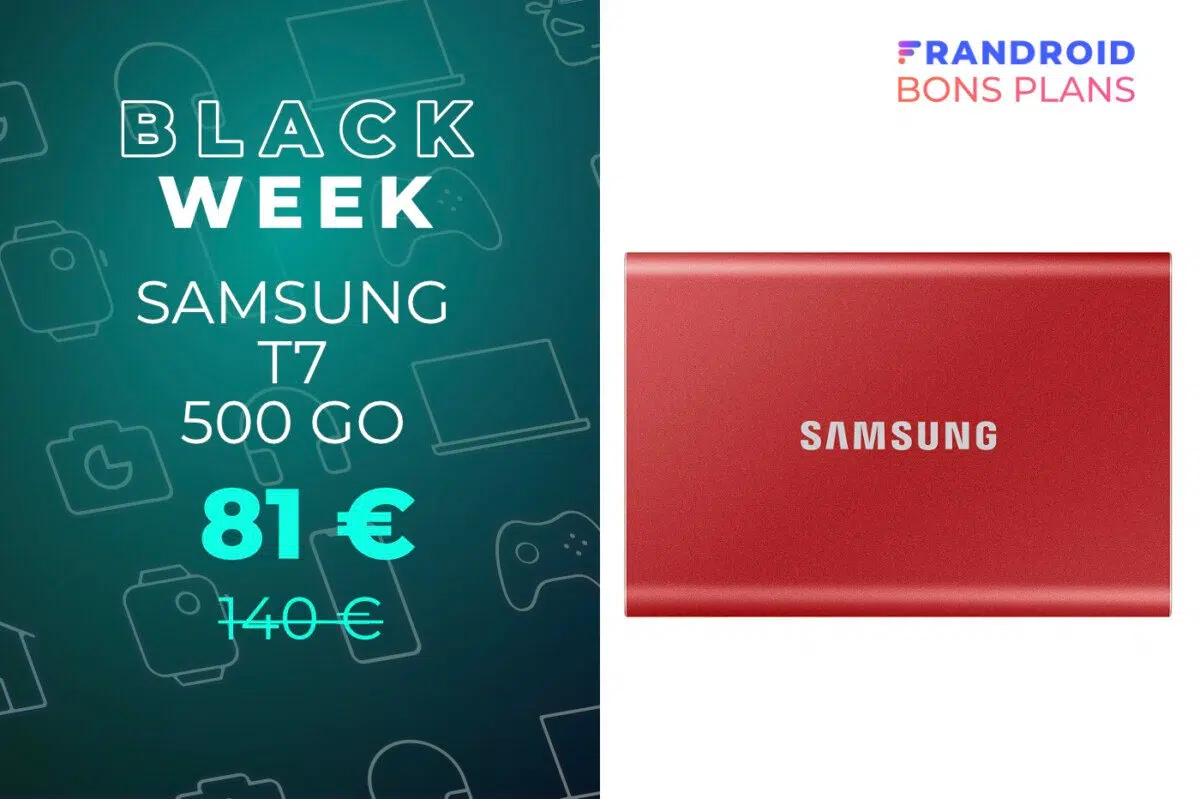 BLACK
WEEK
SAMSUNG
T7
500 GO
81 €
140 €
FRANDROID
BONS PLANS
SAMSUNG